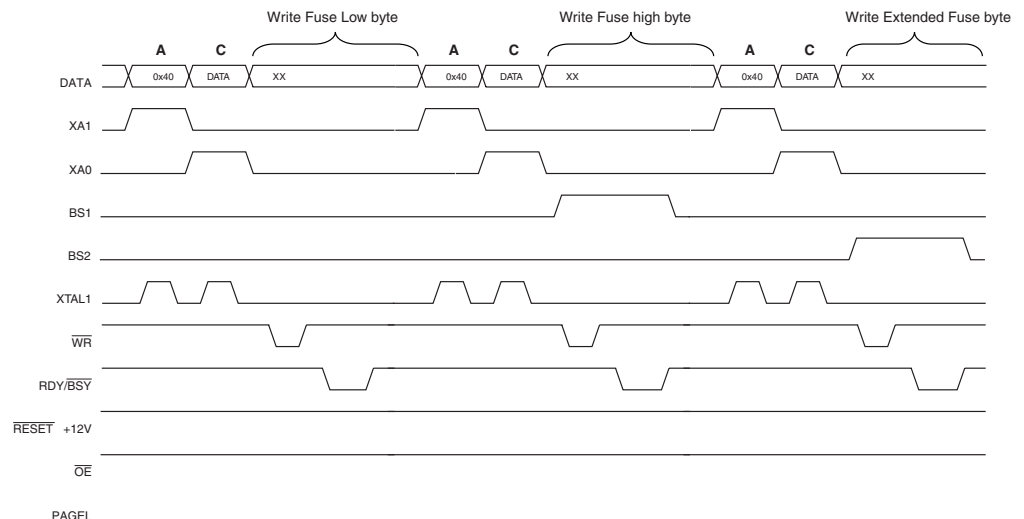 Write Fuse Low byte Write Fuse high byte Write Extended Fuse byte
A C A C A C
DATA 0x40 DATA XX 0x40 DATA XX 0x40 DATA XX
XA1
XA0
BS1
BS2
XTAL1
WR
RDY/BSY
RESET +12V
OE
PAGEL